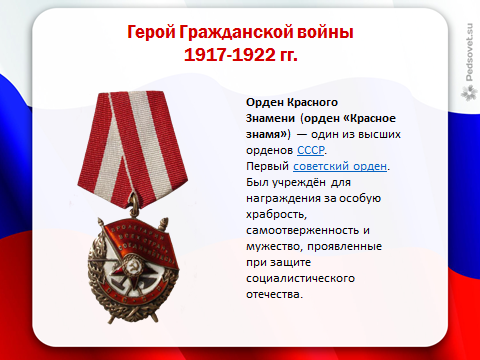 Герой Гражданской войны
1917-1922 гг.
Pedsovet.su
Орден Красного
Знамени (орден «Красное
знамя») — один из высших
орденов СССР.
Первый советский орден.
Был учреждён для
награждения за особую
храбрость,
самоотверженность и
мужество, проявленные
при защите
социалистического
отечества.